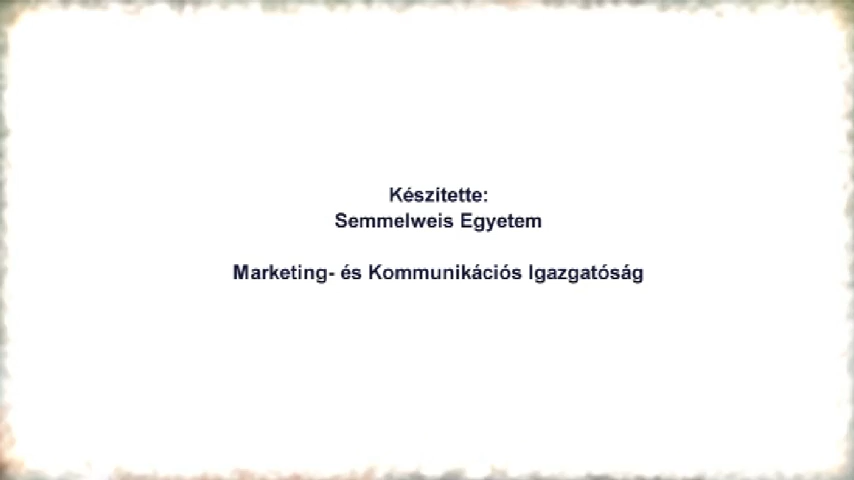 Készítette:
Semmelweis Egyetem
Marketing- és Kommunikációs Igazgatóság